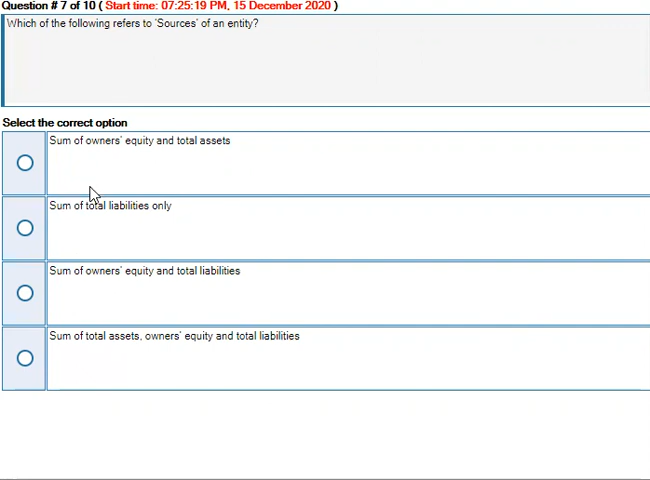 Question # 7 of 10 ( Start time: 07:25:19 PM, 15 December 2020 )
Which of the following refers to 'Sources' of an entity?
Select the correct option
Sum of owners' equity and total assets
Sum of total liabilities only
Sum of owners' equity and total liabilities
Sum of total assets, owners' equity and total liabilities